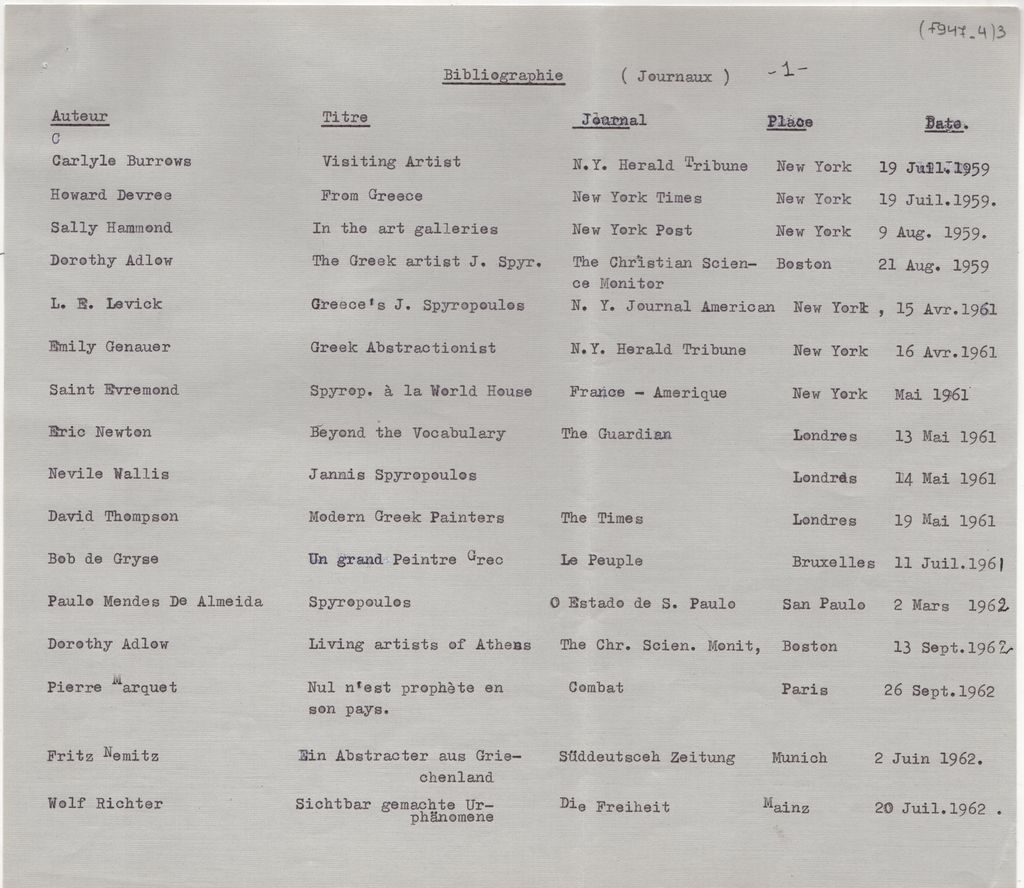 (f947_4)3
Bibliographie ( Journaux ) -1-
Auteur Titre Journal Place Date.
C
Carlyle Burrows Visiting Artist N.Y. Herald Tribune New York 19 Juil.1959
Howard Devree From Greece New York Times New York 19 Juil.1959.
Sally Hammond In the art galleries New York Post New York 9 Aug. 1959.
Dorothy Adlow The Greek artist J. Spyr. The Christian Scien- Boston 21 Aug. 1959
ce Monitor
L. E. Levick Greece's J. Spyropoulos N. Y. Journal American New York , 15 Avr.1961
Emily Genauer Greek Abstractionist N.Y. Herald Tribune New York 16 Avr.1961
Saint Evremond Spyrop. à la World House France - Amerique New York Mai 1961
Eric Newton Beyond the Vocabulary The Guardian Londres 13 Mai 1961
Nevile Wallis Jannis Spyropoulos Londres 14 Mai 1961
David Thompson Modern Greek Painters The Times Londres 19 Mai 1961
Bob de Gryse Un grand Peintre Grec Le Peuple Bruxelles 11 Juil.1961
Paulo Mendes De Almeida Spyropoulos O Estado de S. Paulo San Paulo 2 Mars 1962
Dorothy Adlow Living artists of Athens The Chr. Scien. Monit, Boston 13 Sept.1962
Pierre Marquet Nul n'est prophète en Combat Paris 26 Sept.1962
son pays.
Fritz Nemitz Ein Abstracter aus Grie- Süddeutsceh Zeitung Munich 2 Juin 1962.
chenland
Wolf Richter Sichtbar gemachte Ur- Die Freiheit Mainz 20 Juil.1962 .
phänomene